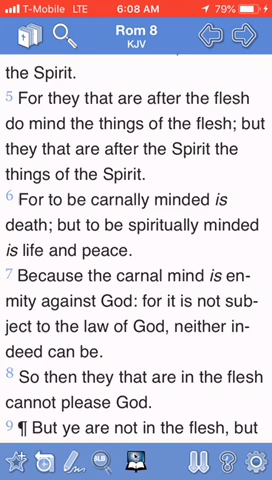 T-Mobile LTE 6:08 AM 79%
Rom 8
KJV
the Spirit.
5 For they that are after the flesh
do mind the things of the flesh; but
they that are after the Spirit the
things of the Spirit.
6 For to be carnally minded is
death; but to be spiritually minded
is life and peace.
7 Because the carnal mind is en-
mity against God: for it is not sub-
ject to the law of God, neither in-
deed can be.
8 So then they that are in the flesh
cannot please God.
9 ¶ But ye are not in the flesh, but
SLB